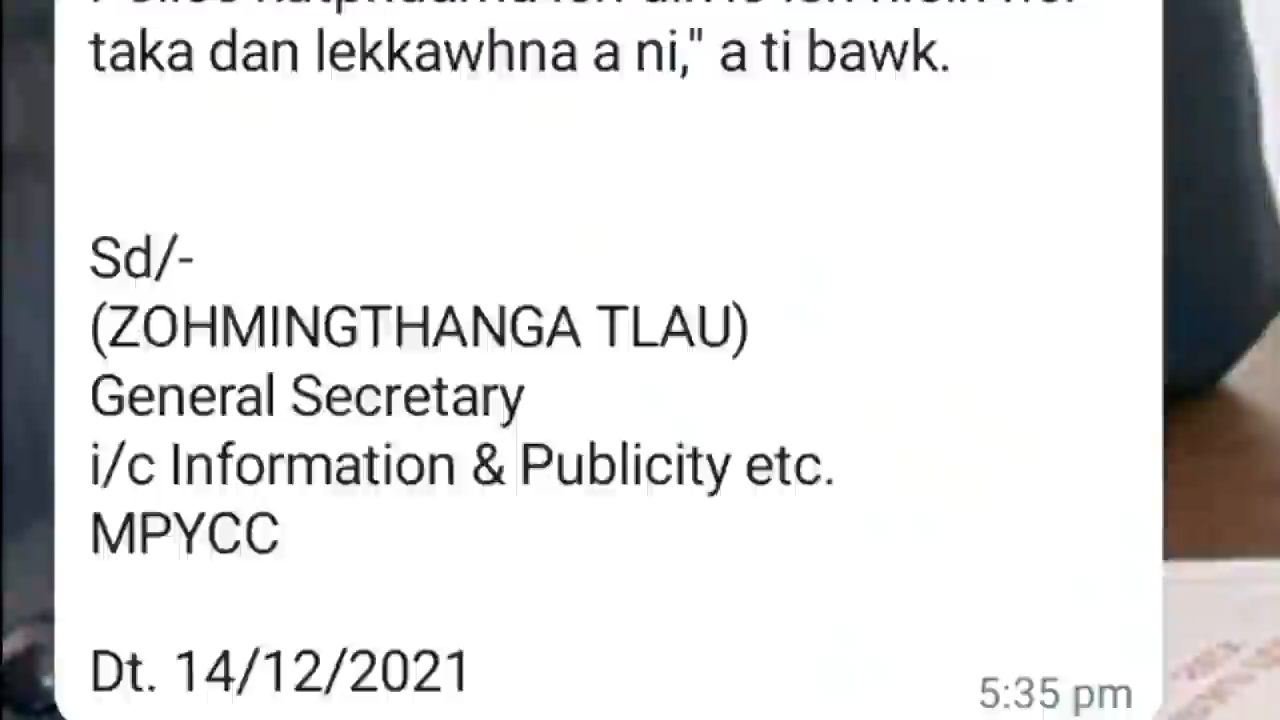 taka dan lekkawhna a ni," a ti bawk.
Sd/-
(ZOHMINGTHANGA TLAU)
General Secretary
i/c Information & Publicity etc.
MPYCC
Dt. 14/12/2021
5:35 pm